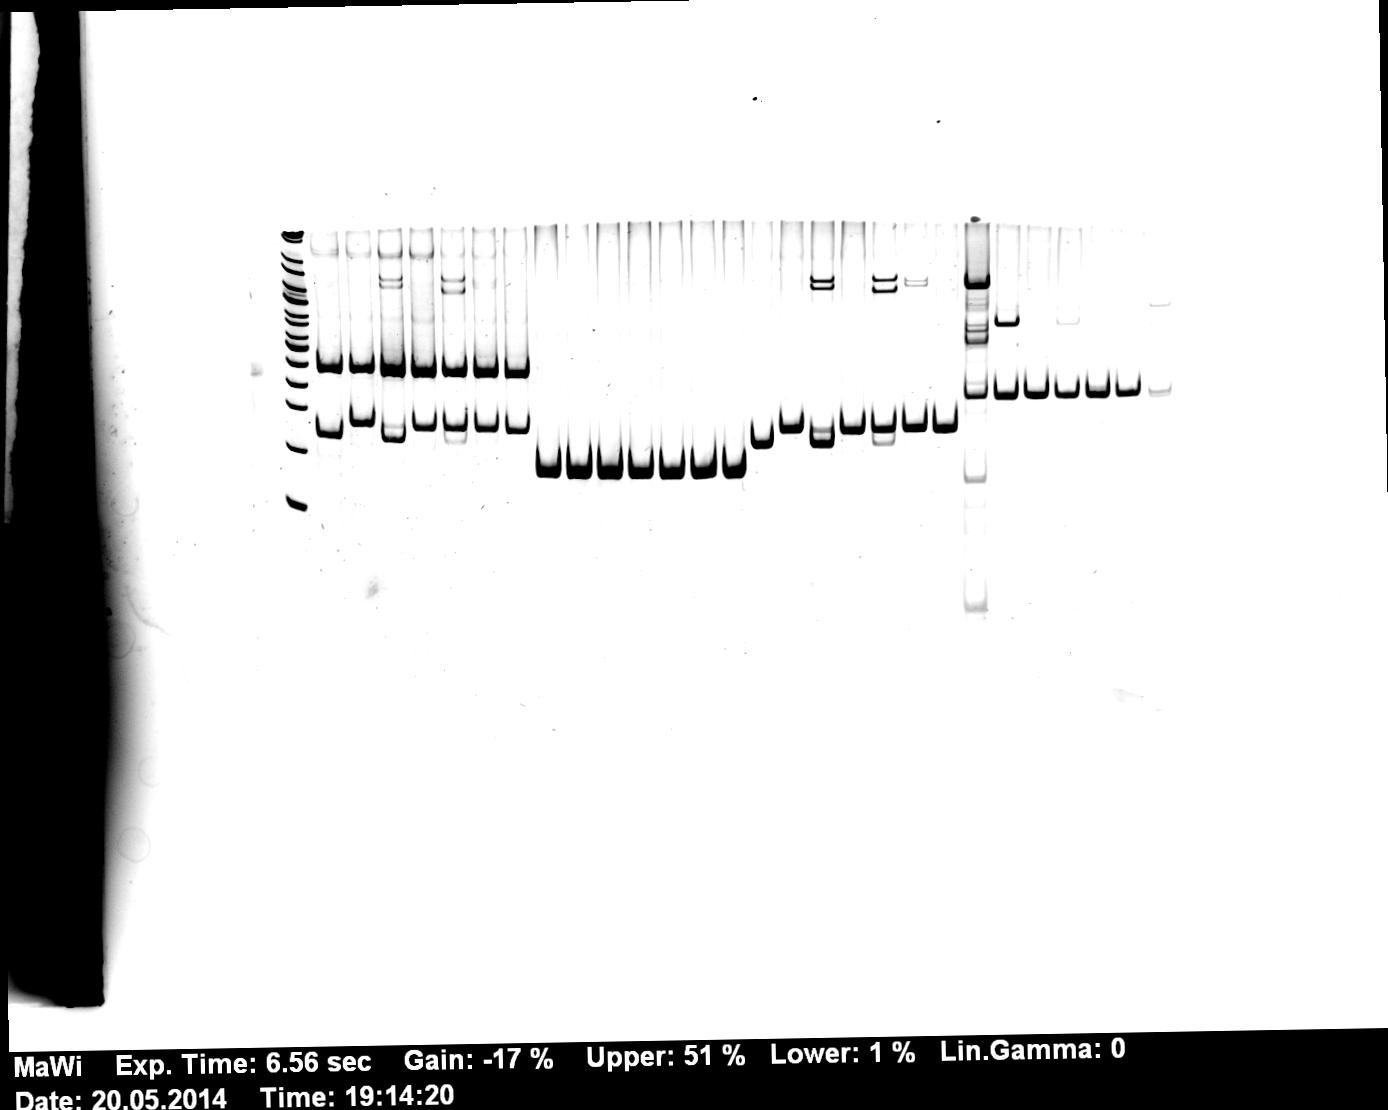 MaWi Exp. Time: 6.56 sec Gain: -17 % Upper: 51 % Lower: 1 % Lin.Gamma: 0
Date: 20.05.2014 Time: 19:14:20